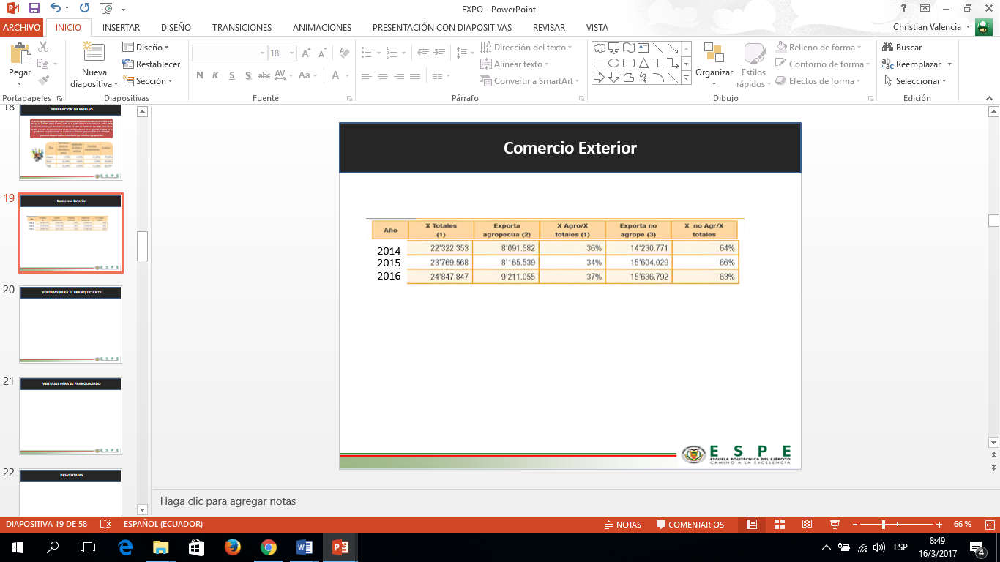 EXPO - PowerPoint
ARCHIVO INICIO INSERTAR DISEÑO TRANSICIONES ANIMACIONES PRESENTACIÓN CON DIAPOSITIVAS REVISAR VISTA Christian Valencia
Pegar
Portapapeles
Nueva diapositiva
Diseño
Restablecer
Sección
Diapositivas
18
N K S S abc AV Aa A
Fuente
Dirección del texto
Alinear texto
Convertir a SmartArt
Párrafo
Organizar
Estilos rápidos
Relleno de forma
Contorno de forma
Efectos de forma
Dibujo
Buscar
Reemplazar
Seleccionar
Edición
18
GENERACIÓN DE EMPLEO
19
Comercio Exterior
20
VENTAJAS PARA EL FRANQUICIANTE
21
VENTAJAS PARA EL FRANQUICIADO
22
DESVENTAJAS
Comercio Exterior
Año X Totales (1) Exporta agropecua (2) X Agro/X totales (1) Exporta no agrope (3) X no Agr/X totales
2014 22'322.353 8'091.582 36% 14'230.771 64%
2015 23'769.568 8'165.539 34% 15'604.029 66%
2016 24'847.847 9'211.055 37% 15'636.792 63%
E S P E
ESCUELA POLITECNICA DEL EJÉRCITO
CAMINO A LA EXCELENCIA
Haga clic para agregar notas
DIAPOSITIVA 19 DE 58 ESPAÑOL (ECUADOR) NOTAS COMENTARIOS 66 %
ESP
8:49
16/3/2017
4